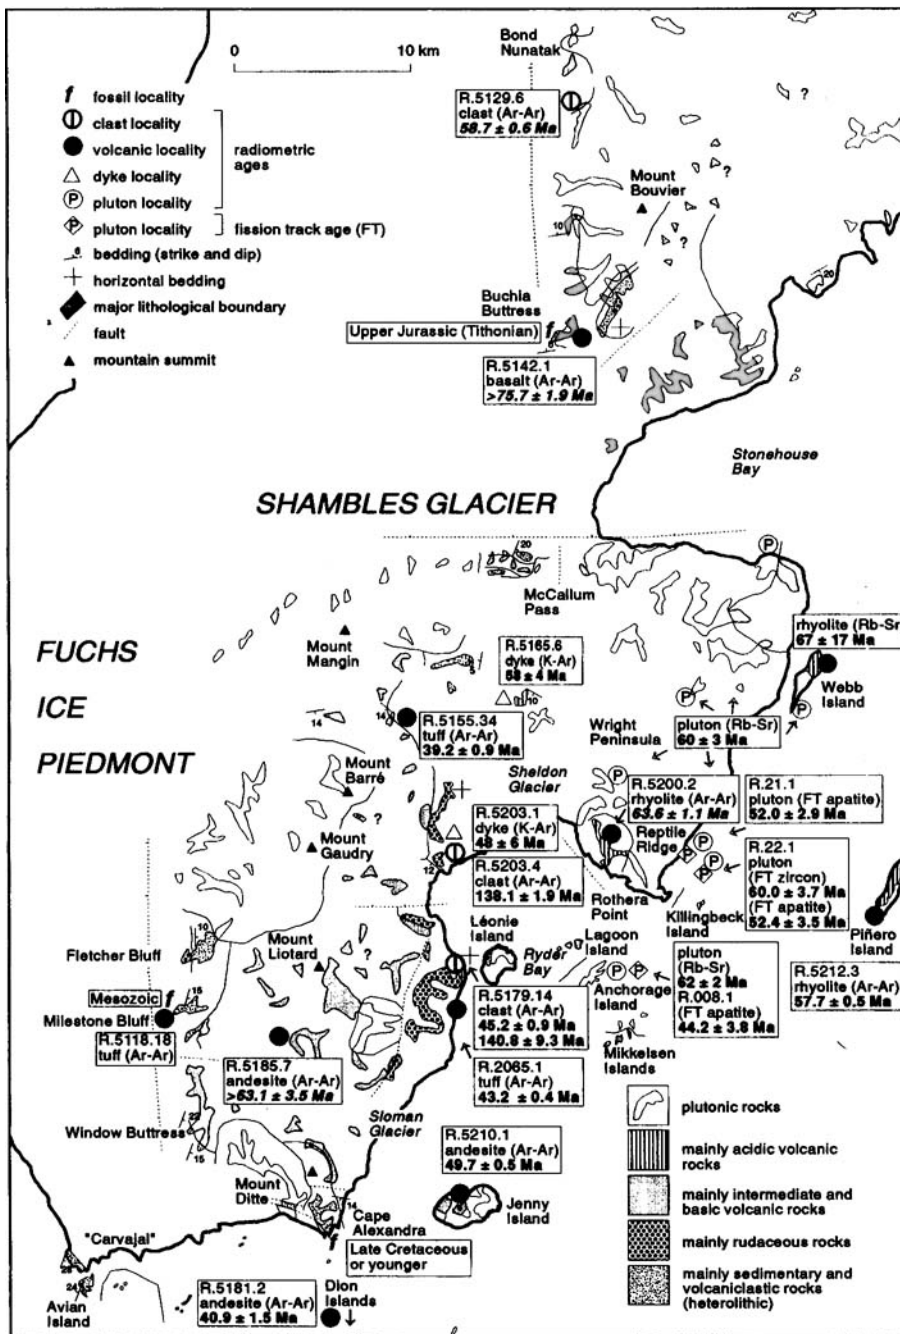 0
10 km
fossil locality
clast locality
volcanic locality
dyke locality
pluton locality
radiometric
ages
pluton locality
fission track age (FT)
bedding (strike and dip)
horizontal bedding
major lithological boundary
fault
mountain summit
Bond
Nunatak
R.5129.6
clast (Ar-Ar)
58.7 ± 0.6 Ma
?
?
Mount
Bouvier
?
10
20
Buchia
Buttress
Upper Jurassic (Tithonian)
f
R.5142.1
basalt (Ar-Ar)
>75.7 ± 1.9 Ma
Stonehouse
Bay
SHAMBLES GLACIER
20
P
McCallum
Pass
rhyolite (Rb-Sr)
67 ± 17 Ma
FUCHS
ICE
PIEDMONT
Mount
Mangin
R.5165.6
dyke (K-Ar)
58 ± 4 Ma
10
Webb
Island
P
P
14
14
R.5155.34
tuff (Ar-Ar)
39.2 ± 0.9 Ma
Wright
Peninsula
pluton (Rb-Sr)
60 ± 3 Ma
Mount
Barré
Sheldon
Glacier
P
R.5200.2
rhyolite (Ar-Ar)
63.6 ± 1.1 Ma
R.21.1
pluton (FT apatite)
52.0 ± 2.9 Ma
Mount
Gaudry
R.5203.1
dyke (K-Ar)
48 ± 6 Ma
Reptile
Ridge
P
P
P
P
12
R.5203.4
clast (Ar-Ar)
138.1 ± 1.9 Ma
R.22.1
pluton
(FT zircon)
60.0 ± 3.7 Ma
(FT apatite)
52.4 ± 3.5 Ma
Rothera
Point
Killingbeck
Island
Piñero
Island
Fletcher Bluff
10
Mount
Liotard
?
Léonie
Island
Ryder
Bay
Lagoon
Island
P
P
Anchorage
Island
pluton
(Rb-Sr)
62 ± 2 Ma
R.008.1
(FT apatite)
44.2 ± 3.8 Ma
R.5212.3
rhyolite (Ar-Ar)
57.7 ± 0.5 Ma
Mesozoic
f
15
Milestone Bluff
R.5118.18
tuff (Ar-Ar)
R.5179.14
clast (Ar-Ar)
45.2 ± 0.9 Ma
140.8 ± 9.3 Ma
Mikkelsen
Islands
R.5185.7
andesite (Ar-Ar)
>53.1 ± 3.5 Ma
R.2065.1
tuff (Ar-Ar)
43.2 ± 0.4 Ma
Sloman
Glacier
22
Window Buttress
15
R.5210.1
andesite (Ar-Ar)
49.7 ± 0.5 Ma
Mount
Ditte
14
Cape
Alexandra
Jenny
Island
f
Late Cretaceous
or younger
"Carvajal"
24
Avian
Island
R.5181.2
andesite (Ar-Ar)
40.9 ± 1.5 Ma
Dion
Islands
plutonic rocks
mainly acidic volcanic
rocks
mainly intermediate and
basic volcanic rocks
mainly rudaceous rocks
mainly sedimentary and
volcaniclastic rocks
(heterolithic)